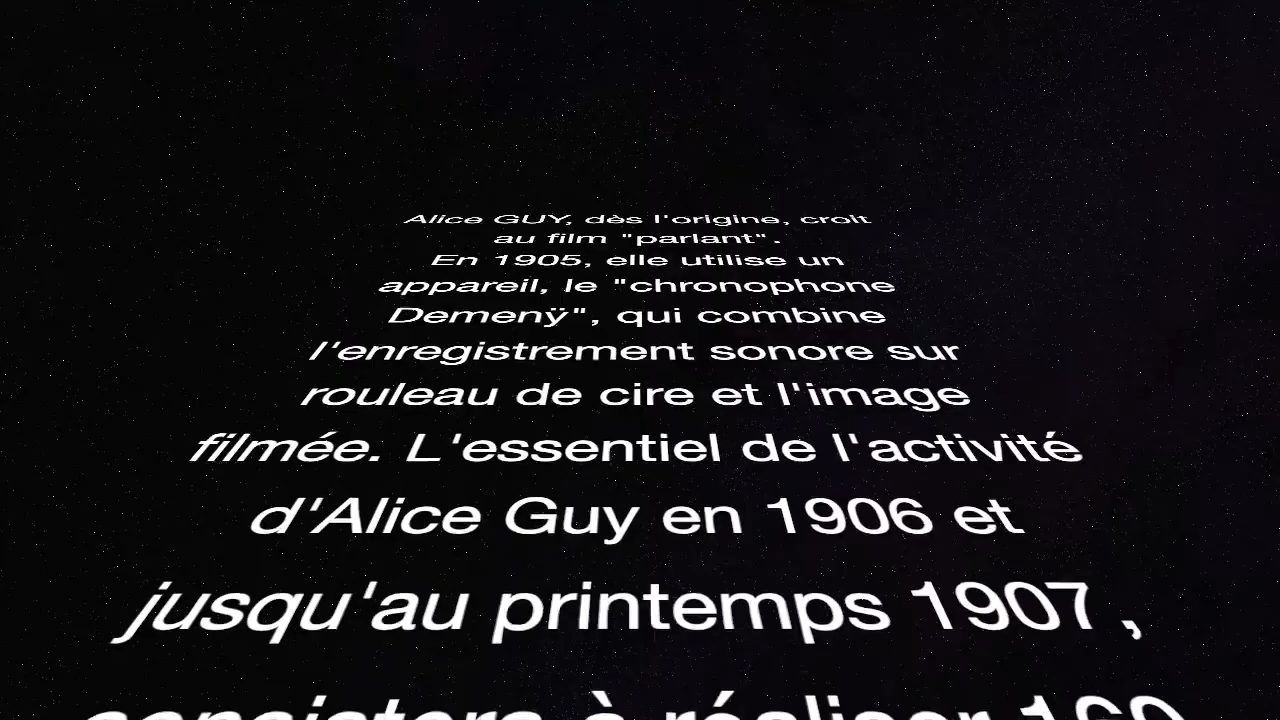 Alice GUY, dès l'origine, croit
au film "parlant".
En 1905, elle utilise un
appareil, le "chronophone
Demenÿ", qui combine
l'enregistrement sonore sur
rouleau de cire et l'image
filmée. L'essentiel de l'activité
d'Alice Guy en 1906 et
jusqu'au printemps 1907,
consistera à réaliser